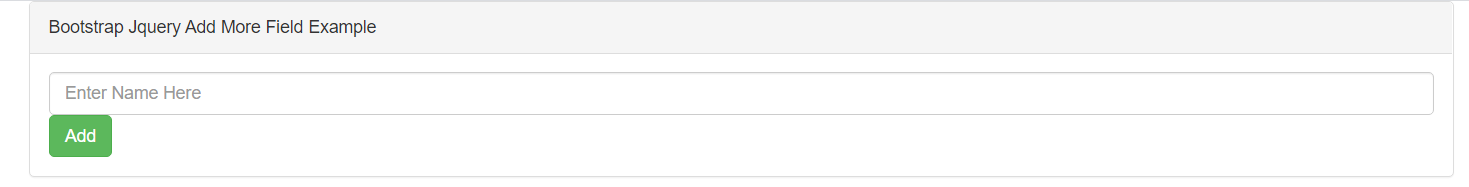 Bootstrap Jquery Add More Field Example
Enter Name Here
Add